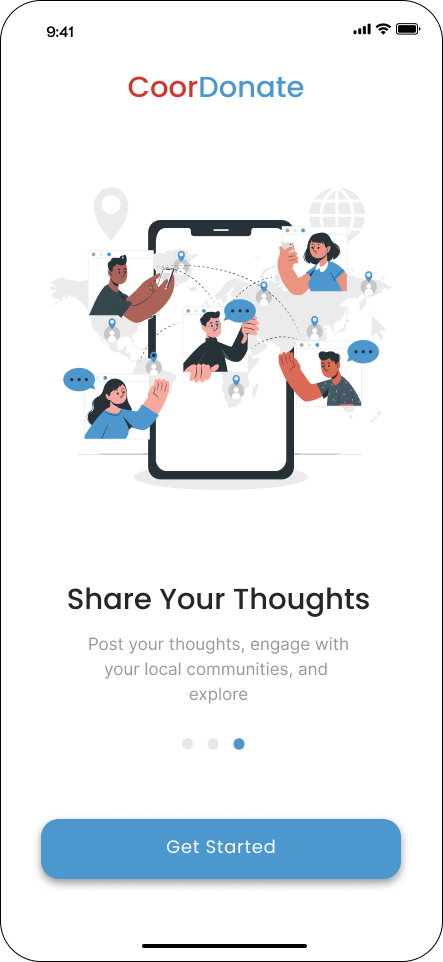 9:41
CoorDonate
Share Your Thoughts
Post your thoughts, engage with
your local communities, and
explore
Get Started